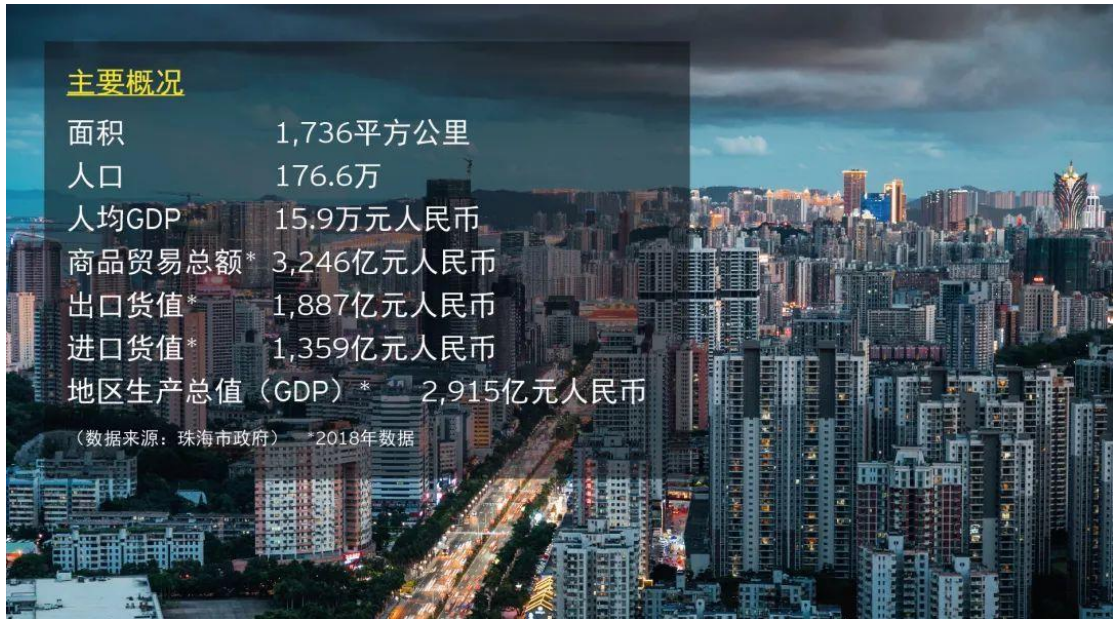 主要概况
面积 1,736平方公里
人口 176.6万
人均GDP 15.9万元人民币
商品贸易总额* 3,246亿元人民币
出口货值* 1,887亿元人民币
进口货值* 1,359亿元人民币
地区生产总值（GDP）* 2,915亿元人民币
（数据来源：珠海市政府） *2018年数据